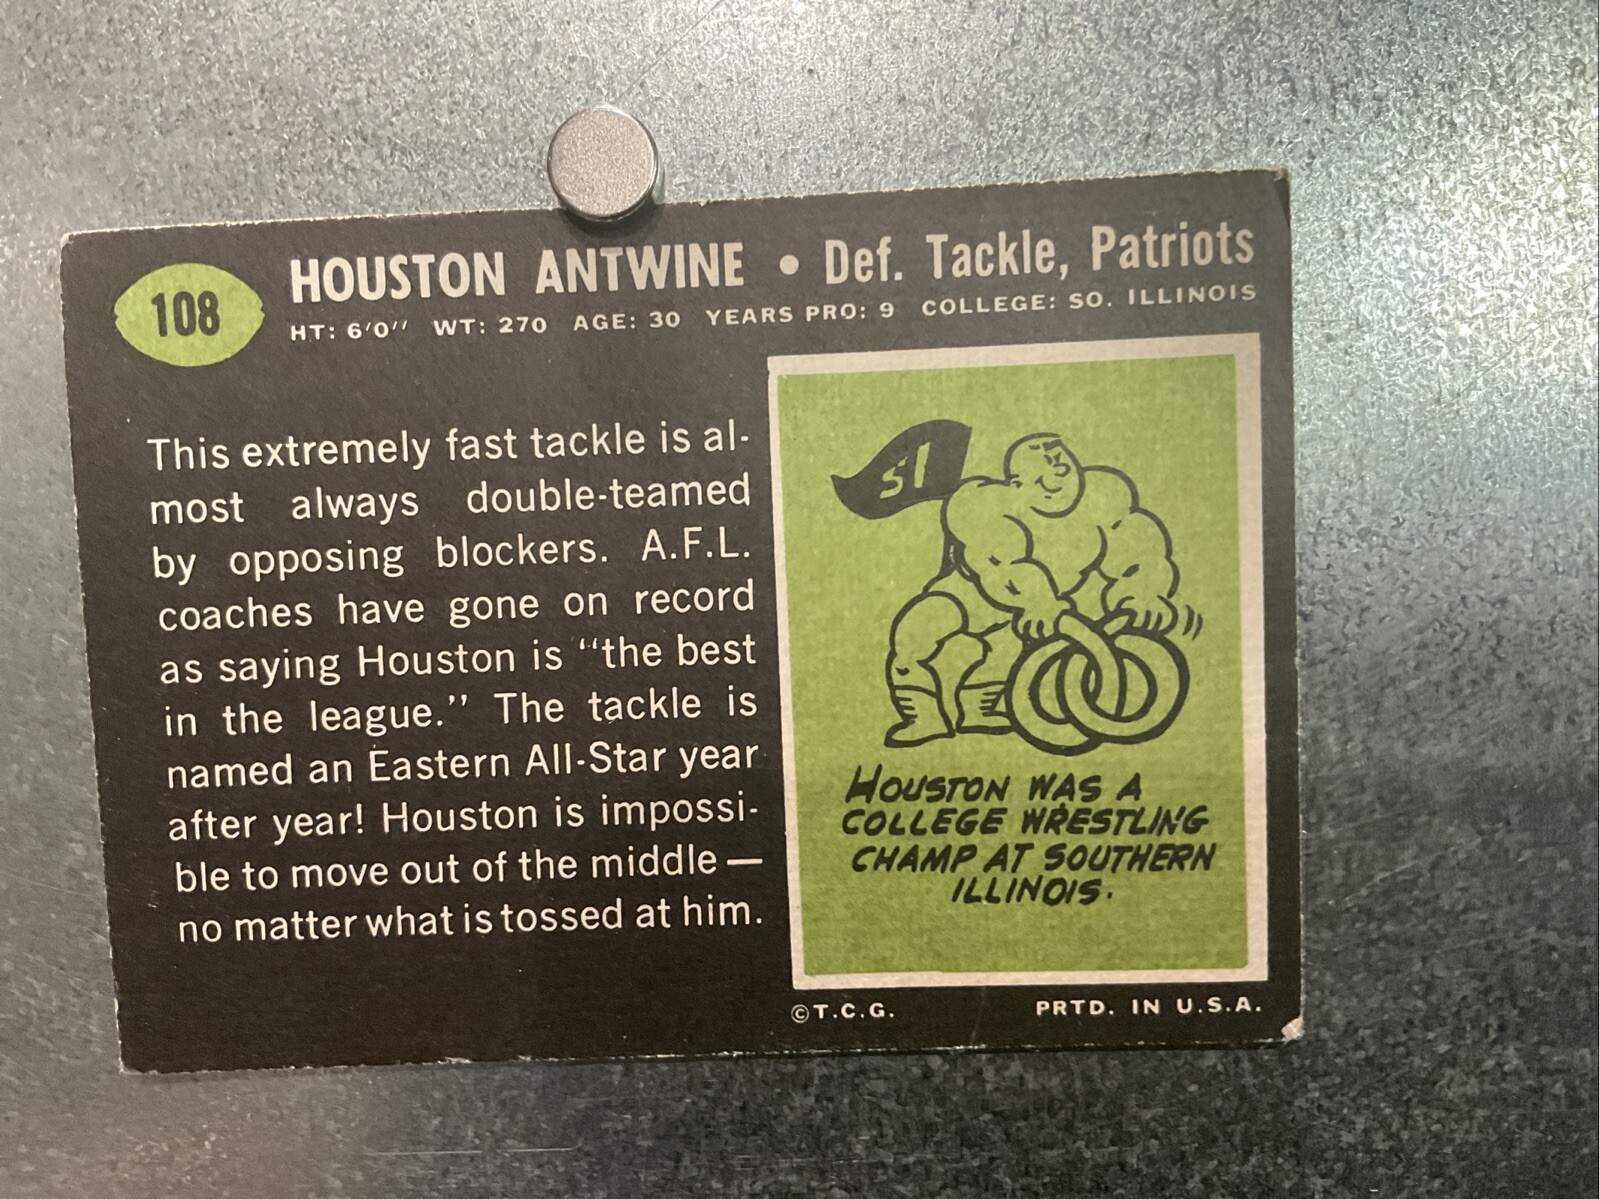 108
HOUSTON ANTWINE • Def. Tackle, Patriots
HT: 6'0'' WT: 270 AGE: 30 YEARS PRO: 9 COLLEGE: SO. ILLINOIS
This extremely fast tackle is al-
most always double-teamed
by opposing blockers. A.F.L.
coaches have gone on record
as saying Houston is “the best
in the league.” The tackle is
named an Eastern All-Star year
after year! Houston is impossi-
ble to move out of the middle —
no matter what is tossed at him.
SI
HOUSTON WAS A
COLLEGE WRESTLING
CHAMP AT SOUTHERN
ILLINOIS.
© T.C.G. PRTD. IN U.S.A.